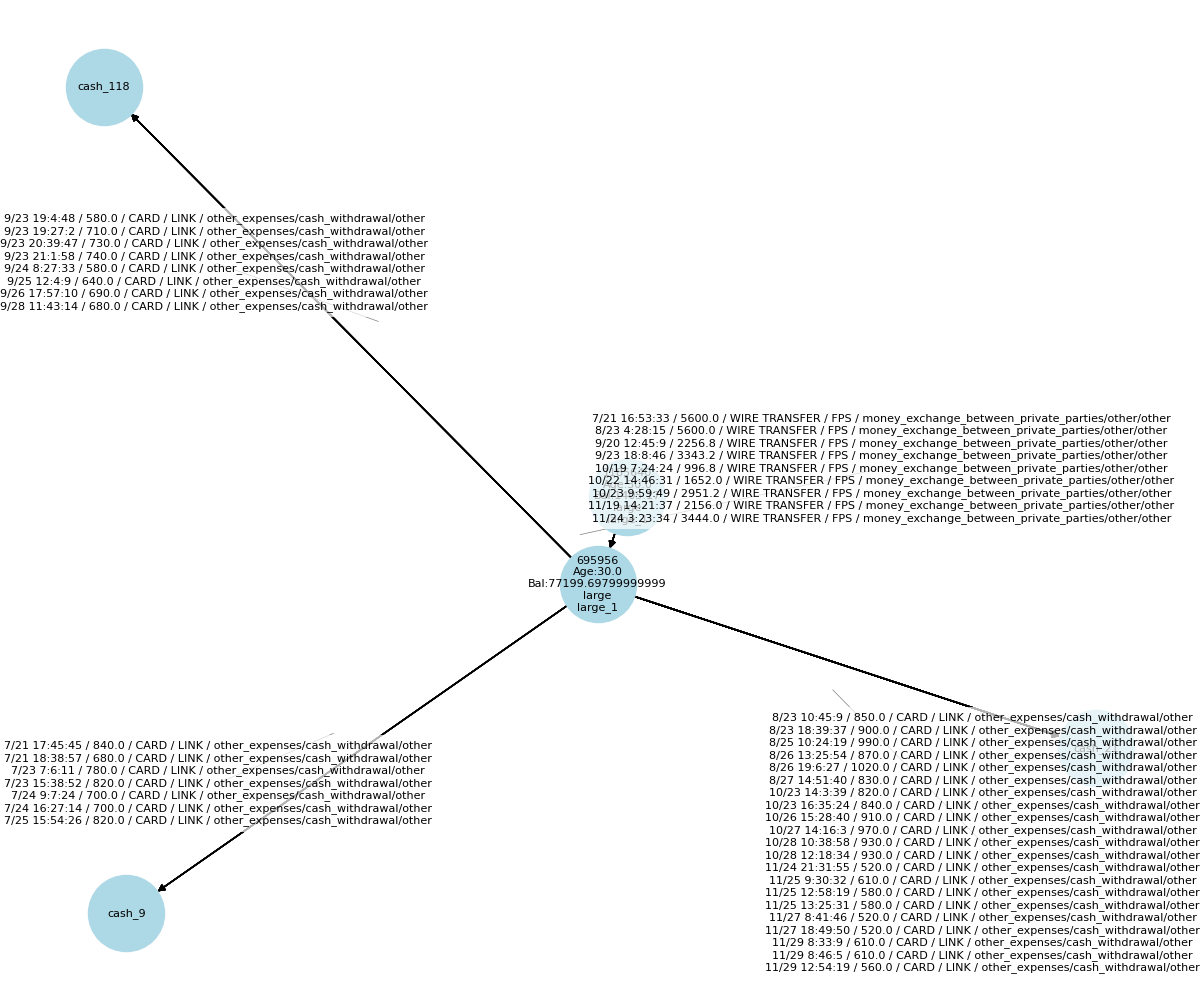 cash_118
9/23 19:4:48 / 580.0 / CARD / LINK / other_expenses/cash_withdrawal/other
9/23 19:27:2 / 710.0 / CARD / LINK / other_expenses/cash_withdrawal/other
9/23 20:39:47 / 730.0 / CARD / LINK / other_expenses/cash_withdrawal/other
9/23 21:1:58 / 740.0 / CARD / LINK / other_expenses/cash_withdrawal/other
9/24 8:27:33 / 580.0 / CARD / LINK / other_expenses/cash_withdrawal/other
9/25 12:4:9 / 640.0 / CARD / LINK / other_expenses/cash_withdrawal/other
9/26 17:57:10 / 690.0 / CARD / LINK / other_expenses/cash_withdrawal/other
9/28 11:43:14 / 680.0 / CARD / LINK / other_expenses/cash_withdrawal/other
7/21 16:53:33 / 5600.0 / WIRE TRANSFER / FPS / money_exchange_between_private_parties/other/other
8/23 4:28:15 / 5600.0 / WIRE TRANSFER / FPS / money_exchange_between_private_parties/other/other
9/20 12:45:9 / 2256.8 / WIRE TRANSFER / FPS / money_exchange_between_private_parties/other/other
9/23 18:8:46 / 3343.2 / WIRE TRANSFER / FPS / money_exchange_between_private_parties/other/other
10/19 7:24:24 / 996.8 / WIRE TRANSFER / FPS / money_exchange_between_private_parties/other/other
10/22 14:46:31 / 1652.0 / WIRE TRANSFER / FPS / money_exchange_between_private_parties/other/other
10/23 9:59:49 / 2951.2 / WIRE TRANSFER / FPS / money_exchange_between_private_parties/other/other
11/19 14:21:37 / 2156.0 / WIRE TRANSFER / FPS / money_exchange_between_private_parties/other/other
11/24 3:23:34 / 3444.0 / WIRE TRANSFER / FPS / money_exchange_between_private_parties/other/other
695956
Age:30.0
Bal:77199.69799999999
large
large_1
7/21 17:45:45 / 840.0 / CARD / LINK / other_expenses/cash_withdrawal/other
7/21 18:38:57 / 680.0 / CARD / LINK / other_expenses/cash_withdrawal/other
7/23 7:6:11 / 780.0 / CARD / LINK / other_expenses/cash_withdrawal/other
7/23 15:38:52 / 820.0 / CARD / LINK / other_expenses/cash_withdrawal/other
7/24 9:7:24 / 700.0 / CARD / LINK / other_expenses/cash_withdrawal/other
7/24 16:27:14 / 700.0 / CARD / LINK / other_expenses/cash_withdrawal/other
7/25 15:54:26 / 820.0 / CARD / LINK / other_expenses/cash_withdrawal/other
cash_9
8/23 10:45:9 / 850.0 / CARD / LINK / other_expenses/cash_withdrawal/other
8/23 18:39:37 / 900.0 / CARD / LINK / other_expenses/cash_withdrawal/other
8/25 10:24:19 / 990.0 / CARD / LINK / other_expenses/cash_withdrawal/other
8/26 13:25:54 / 870.0 / CARD / LINK / other_expenses/cash_withdrawal/other
8/26 19:6:27 / 1020.0 / CARD / LINK / other_expenses/cash_withdrawal/other
8/27 14:51:40 / 830.0 / CARD / LINK / other_expenses/cash_withdrawal/other
10/23 14:3:39 / 820.0 / CARD / LINK / other_expenses/cash_withdrawal/other
10/23 16:35:24 / 840.0 / CARD / LINK / other_expenses/cash_withdrawal/other
10/26 15:28:40 / 910.0 / CARD / LINK / other_expenses/cash_withdrawal/other
10/27 14:16:3 / 970.0 / CARD / LINK / other_expenses/cash_withdrawal/other
10/28 10:38:58 / 930.0 / CARD / LINK / other_expenses/cash_withdrawal/other
10/28 12:18:34 / 930.0 / CARD / LINK / other_expenses/cash_withdrawal/other
11/24 21:31:55 / 520.0 / CARD / LINK / other_expenses/cash_withdrawal/other
11/25 9:30:32 / 610.0 / CARD / LINK / other_expenses/cash_withdrawal/other
11/25 12:58:19 / 580.0 / CARD / LINK / other_expenses/cash_withdrawal/other
11/25 13:25:31 / 580.0 / CARD / LINK / other_expenses/cash_withdrawal/other
11/27 8:41:46 / 520.0 / CARD / LINK / other_expenses/cash_withdrawal/other
11/27 18:49:50 / 520.0 / CARD / LINK / other_expenses/cash_withdrawal/other
11/29 8:33:9 / 610.0 / CARD / LINK / other_expenses/cash_withdrawal/other
11/29 8:46:5 / 610.0 / CARD / LINK / other_expenses/cash_withdrawal/other
11/29 12:54:19 / 560.0 / CARD / LINK / other_expenses/cash_withdrawal/other